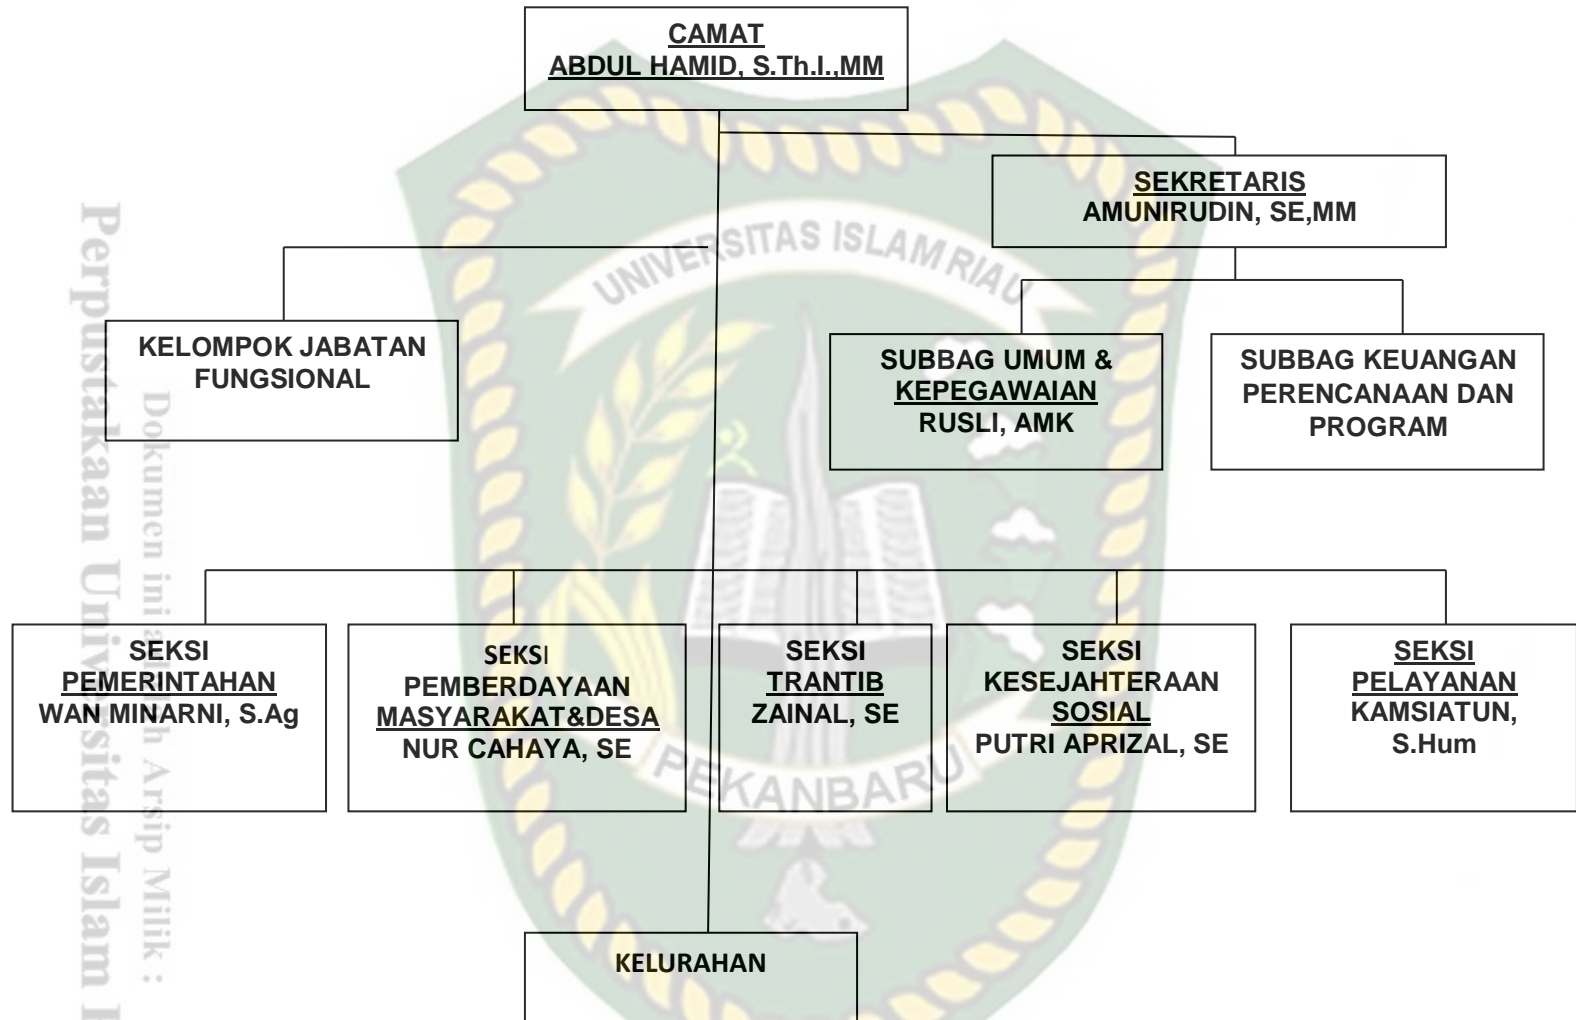 CAMAT
ABDUL HAMID, S.Th.I.,MM
SEKRETARIS
AMUNIRUDIN, SE,MM
KELOMPOK JABATAN
FUNGSIONAL
SUBBAG UMUM &
KEPEGAWAIAN
RUSLI, AMK
SUBBAG KEUANGAN
PERENCANAAN DAN
PROGRAM
SEKSI
PEMERINTAHAN
WAN MINARNI, S.Ag
SEKSI
PEMBERDAYAAN
MASYARAKAT&DESA
NUR CAHAYA, SE
SEKSI
TRANTIB
ZAINAL, SE
SEKSI
KESEJAHTERAAN
SOSIAL
PUTRI APRIZAL, SE
SEKSI
PELAYANAN
KAMSIATUN,
S.Hum
KELURAHAN
UNIVERSITAS ISLAM RIAU
PEKANBARU
Dokumen ini adalah Arsip Milik :
Perpustakaan Universitas Islam